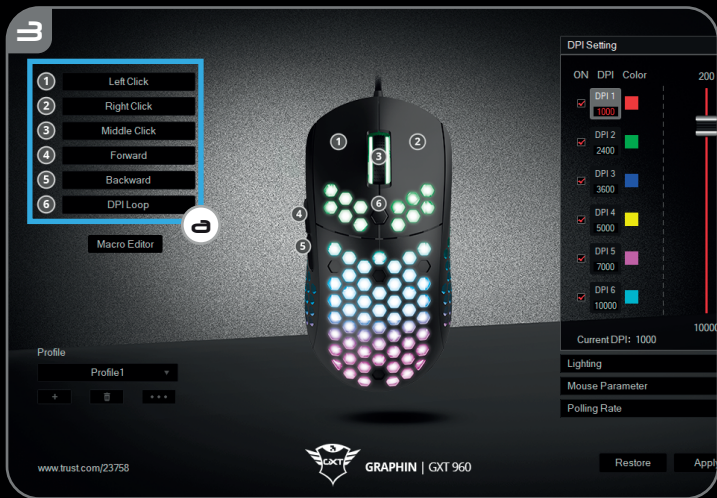 3
DPI Setting
ON DPI Color 200
1 Left Click
2 Right Click
3 Middle Click
4 Forward
5 Backward
6 DPI Loop
a
Macro Editor
1
2
3
4
5
6
DPI 1
1000
DPI 2
2400
DPI 3
3600
DPI 4
5000
DPI 5
7000
DPI 6
10000
10000
Current DPI: 1000
Profile
Profile1
+
...
Lighting
Mouse Parameter
Polling Rate
www.trust.com/23758
GXT
GRAPHIN | GXT 960
Restore
Apply